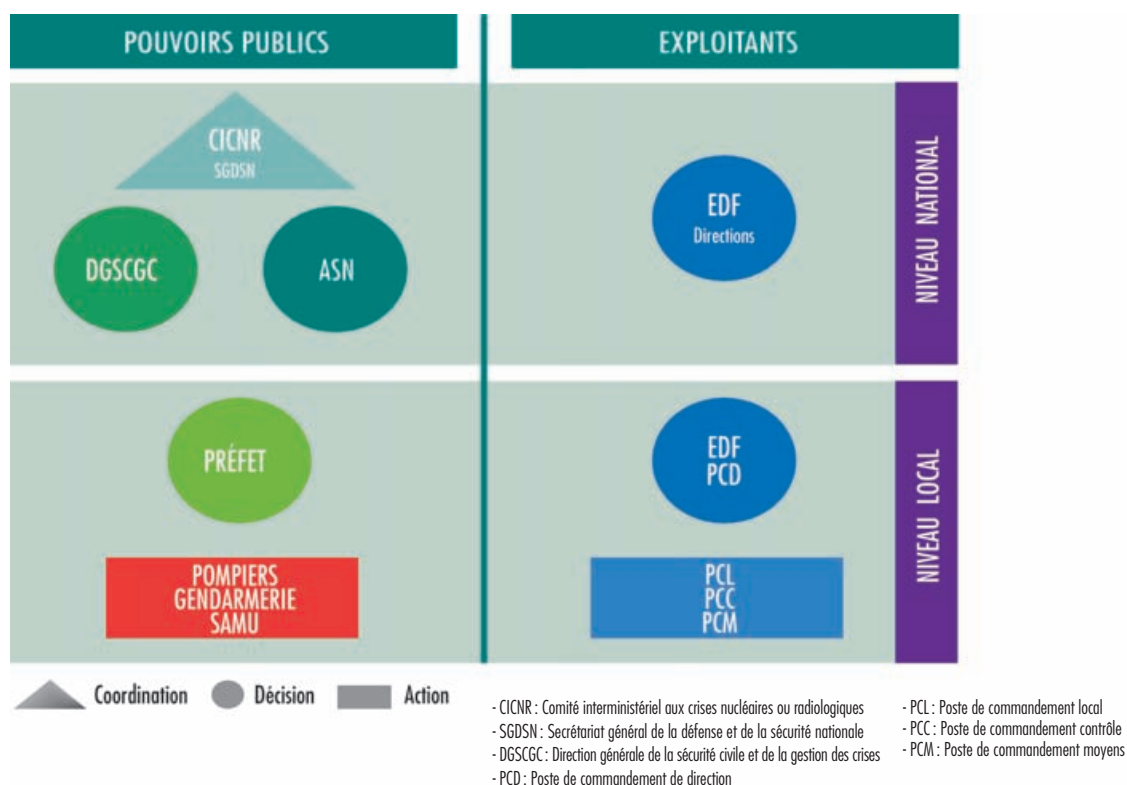 POUVOIRS PUBLICS
EXPLOITANTS
CICNR
SGDSN
DGSCGC
ASN
EDF
Directions
NIVEAU NATIONAL
PRÉFET
POMPIERS
GENDARMERIE
SAMU
EDF
PCD
PCL
PCC
PCM
NIVEAU LOCAL
Coordination
Décision
Action
- CICNR : Comité interministériel aux crises nucléaires ou radiologiques
- SGDSN : Secrétariat général de la défense et de la sécurité nationale
- DGSCGC : Direction générale de la sécurité civile et de la gestion des crises
- PCD : Poste de commandement de direction
- PCL : Poste de commandement local
- PCC : Poste de commandement contrôle
- PCM : Poste de commandement moyens